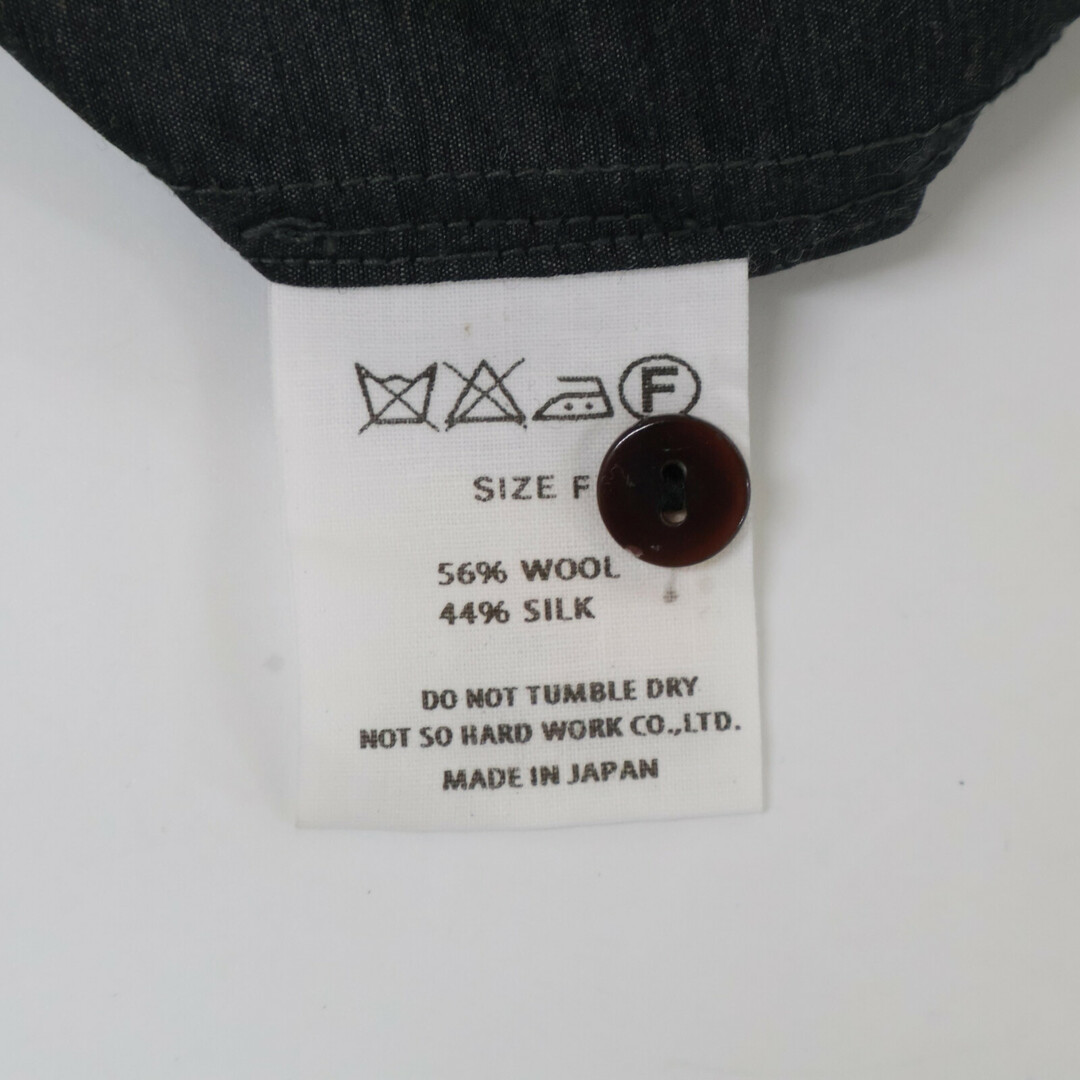 F
SIZE F
56% WOOL
44% SILK
DO NOT TUMBLE DRY
NOT SO HARD WORK CO.,LTD.
MADE IN JAPAN